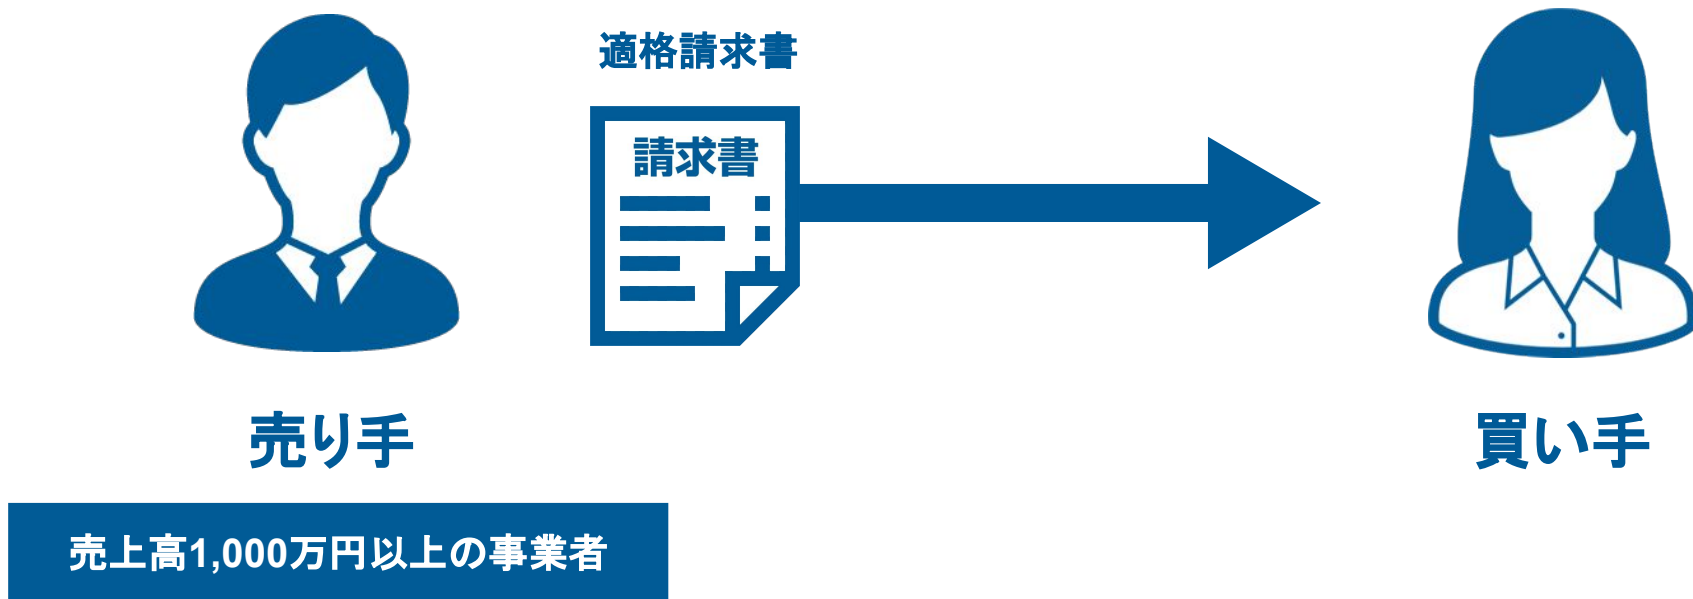 適格請求書
請求書
売り手
買い手
売上高1,000万円以上の事業者